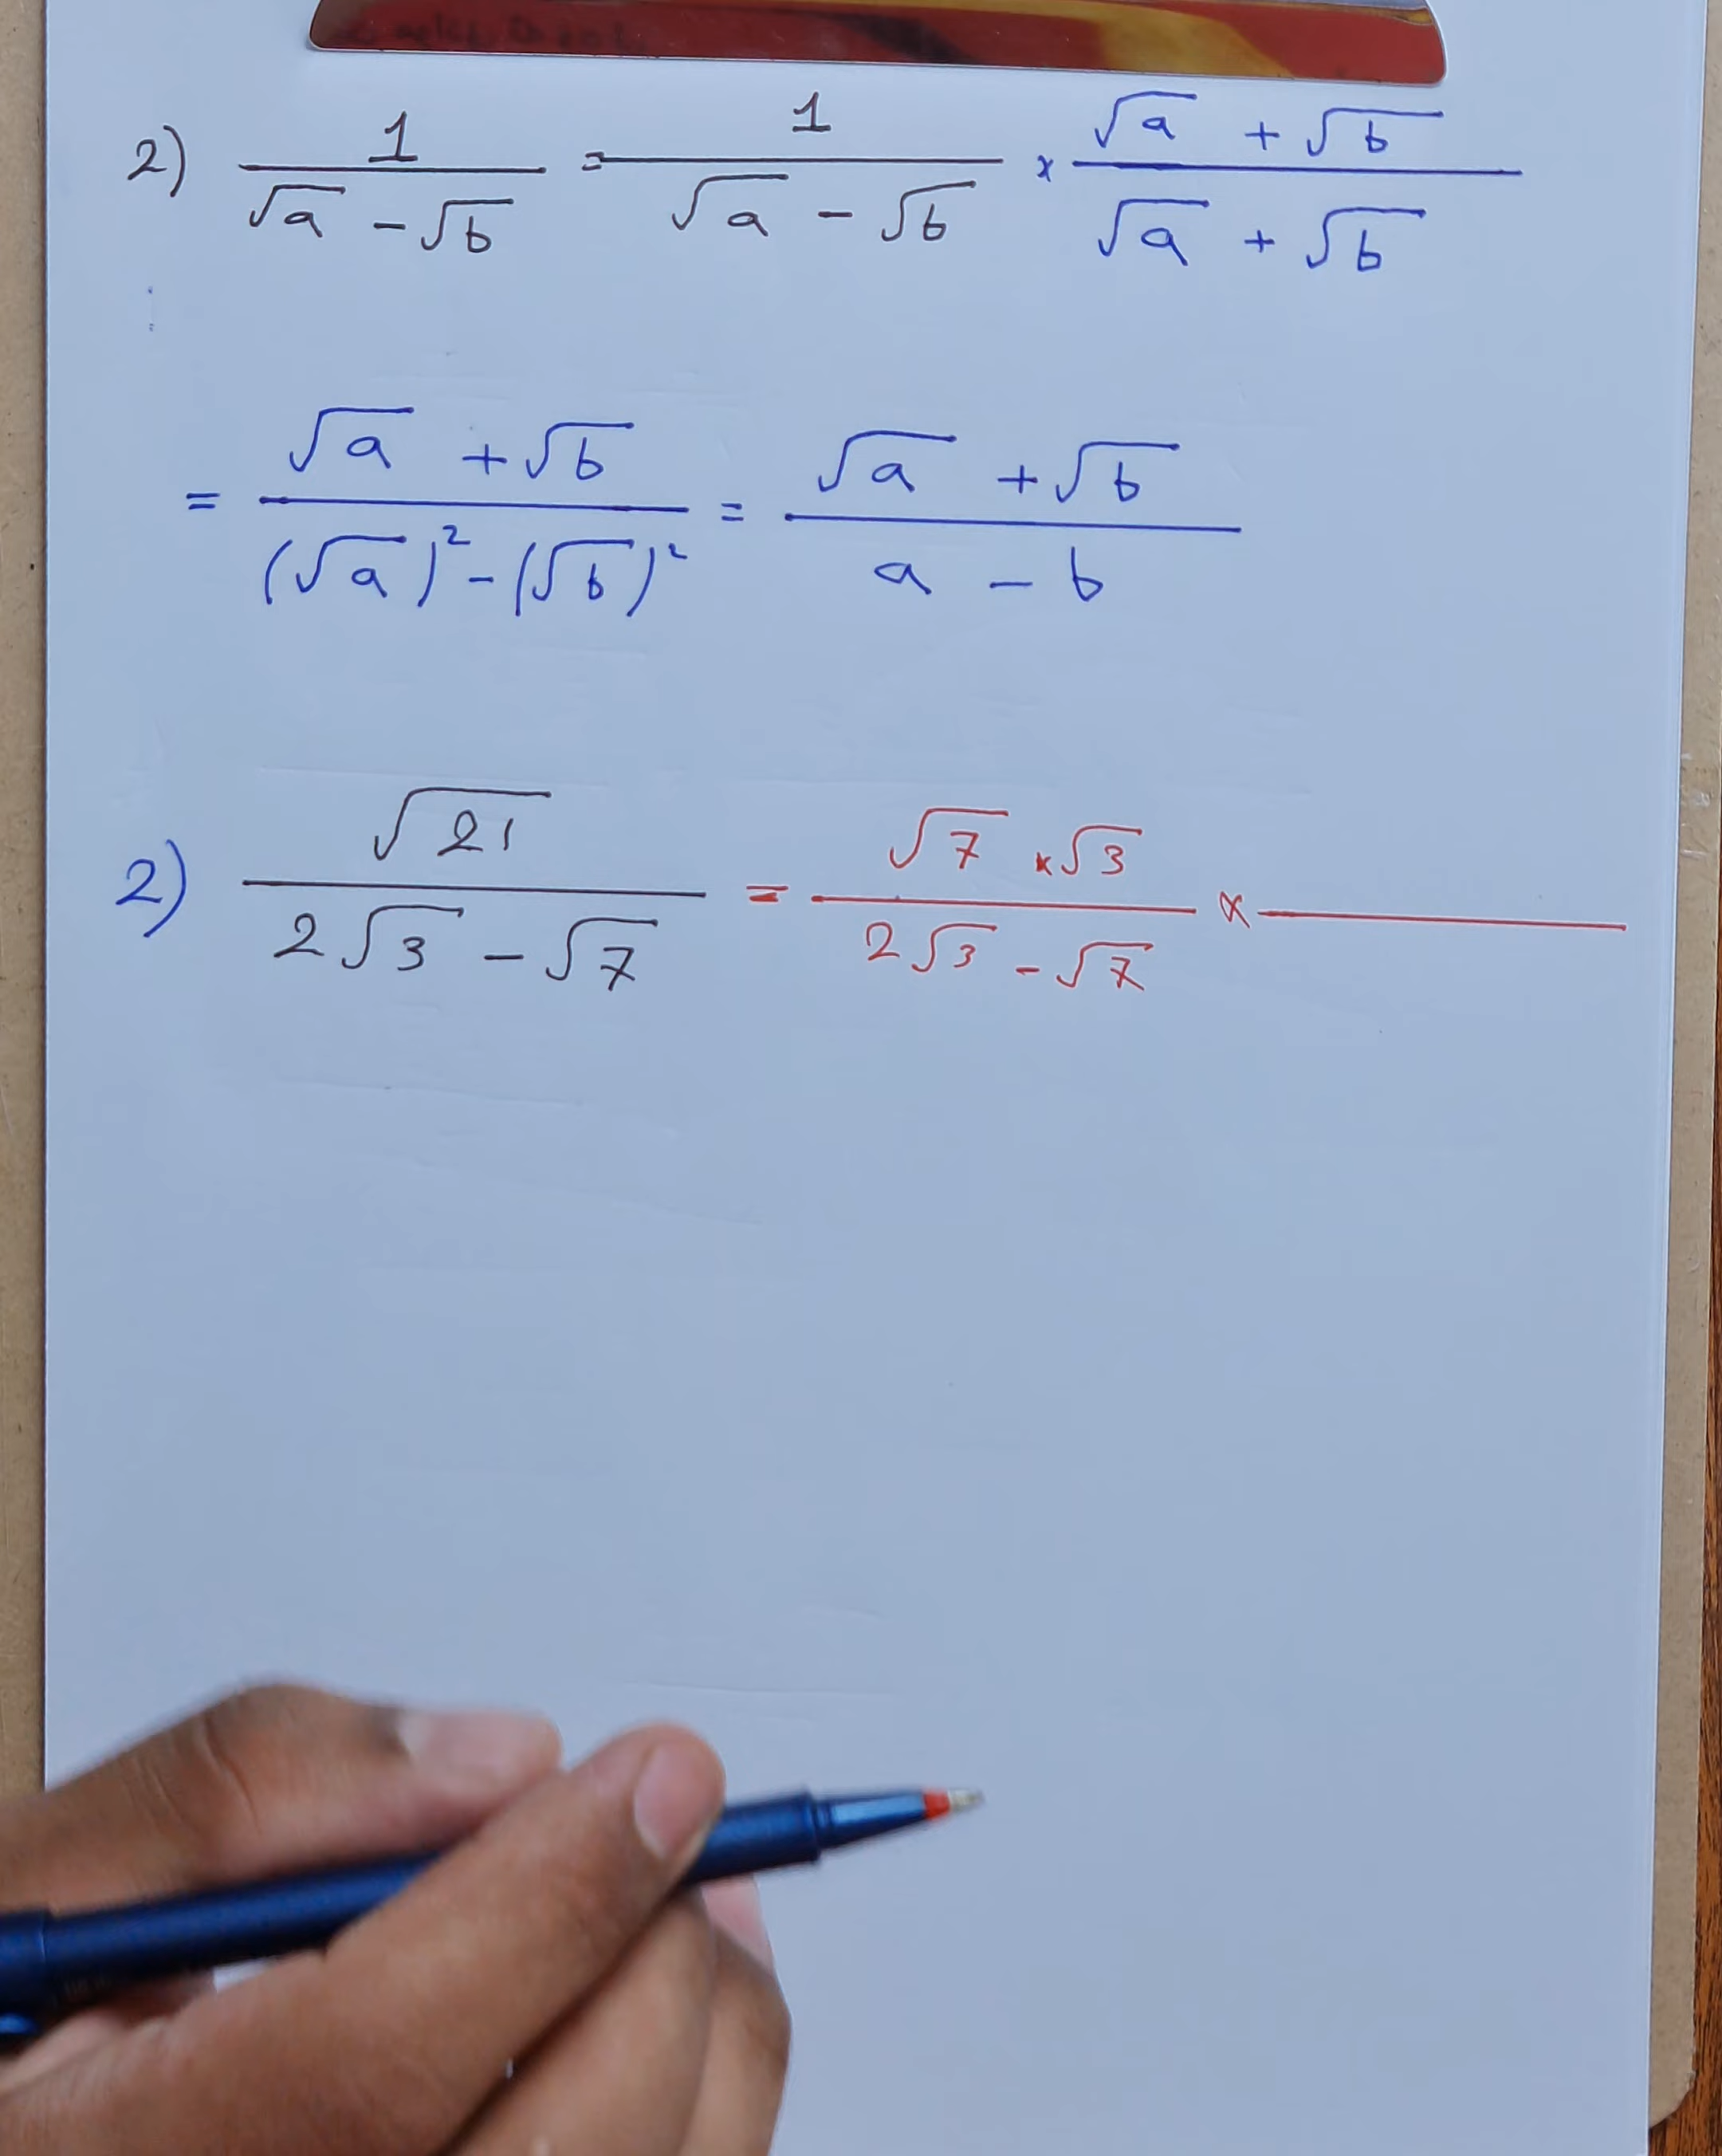 2) 1/(√a - √b) = 1/(√a - √b) × (√a + √b)/(√a + √b)
= (√a + √b)/((√a)² - (√b)²) = (√a + √b)/(a - b)
2) √21/(2√3 - √7) = (√7 × √3)/(2√3 - √7) ×